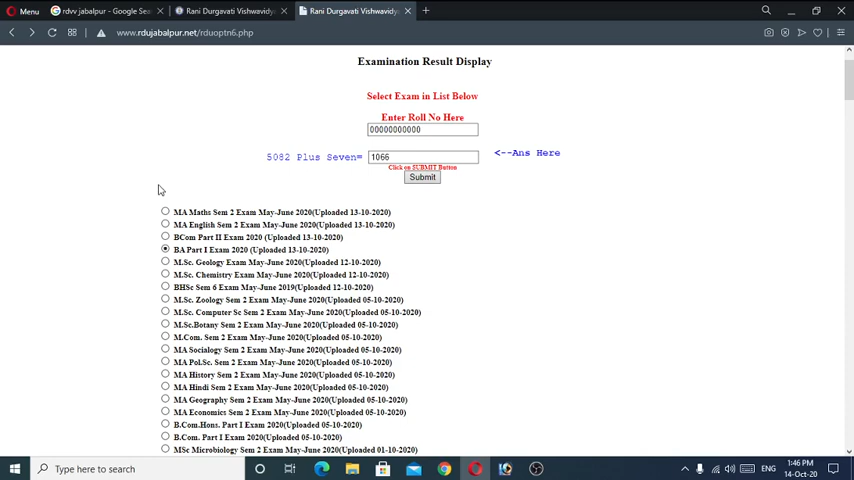 Menu
rdvv jabalpur - Google Sea
Rani Durgavati Vishwavidy
Rani Durgavati Vishwavidy
www.rdujabalpur.net/rduoptn6.php
Examination Result Display
Select Exam in List Below
Enter Roll No Here
00000000000
5082 Plus Seven= 1066 <--Ans Here
Click on SUBMIT Button
Submit
MA Maths Sem 2 Exam May-June 2020(Uploaded 13-10-2020)
MA English Sem 2 Exam May-June 2020(Uploaded 13-10-2020)
BCom Part II Exam 2020 (Uploaded 13-10-2020)
BA Part I Exam 2020 (Uploaded 13-10-2020)
M.Sc. Geology Exam May-June 2020(Uploaded 12-10-2020)
M.Sc. Chemistry Exam May-June 2020(Uploaded 12-10-2020)
BHSc Sem 6 Exam May-June 2019(Uploaded 12-10-2020)
M.Sc. Zoology Sem 2 Exam May-June 2020(Uploaded 05-10-2020)
M.Sc. Computer Sc Sem 2 Exam May-June 2020(Uploaded 05-10-2020)
M.Sc.Botany Sem 2 Exam May-June 2020(Uploaded 05-10-2020)
M.Com. Sem 2 Exam May-June 2020(Uploaded 05-10-2020)
MA Socialogy Sem 2 Exam May-June 2020(Uploaded 05-10-2020)
MA Pol.Sc. Sem 2 Exam May-June 2020(Uploaded 05-10-2020)
MA History Sem 2 Exam May-June 2020(Uploaded 05-10-2020)
MA Hindi Sem 2 Exam May-June 2020(Uploaded 05-10-2020)
MA Geography Sem 2 Exam May-June 2020(Uploaded 05-10-2020)
MA Economics Sem 2 Exam May-June 2020(Uploaded 05-10-2020)
B.Com.Hons. Part I Exam 2020(Uploaded 05-10-2020)
B.Com. Part I Exam 2020(Uploaded 05-10-2020)
MSc Microbiology Sem 2 Exam May-June 2020(Uploaded 01-10-2020)
Type here to search
ENG
1:46 PM
14-Oct-20